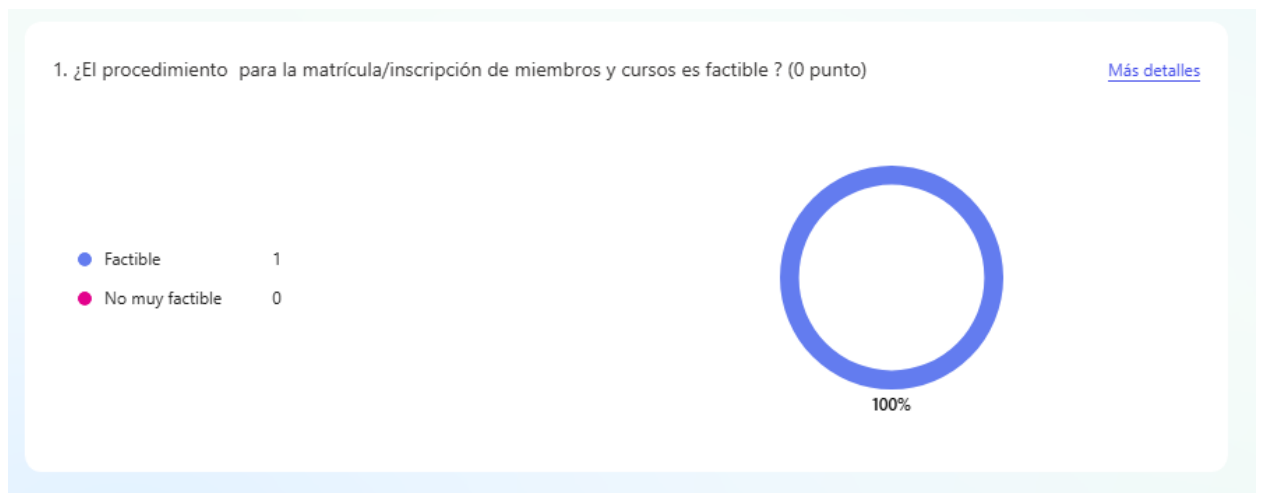 1. ¿El procedimiento  para la matrícula/inscripción de miembros y cursos es factible ? (0 punto)
Más detalles
Factible 1
No muy factible 0
100%